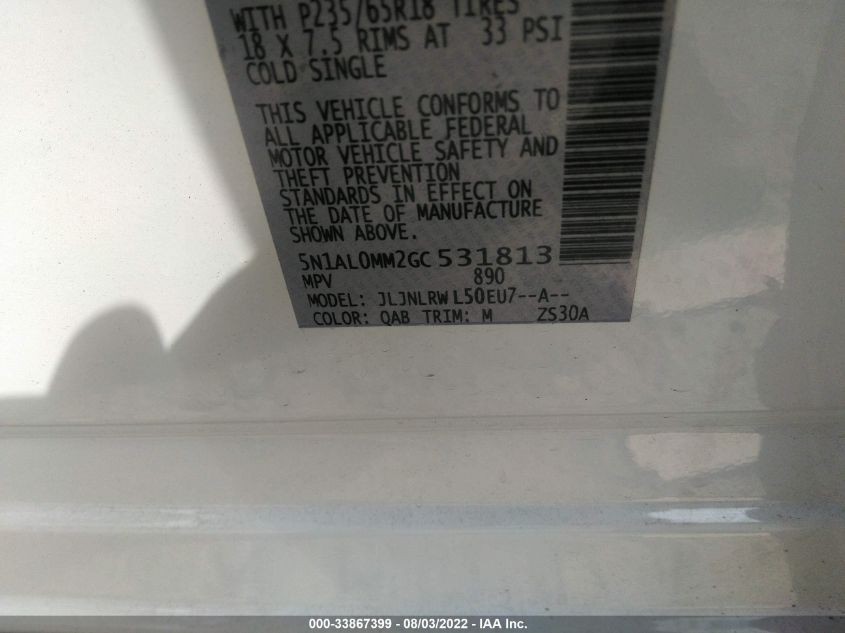 WITH P235/65R18 TIRES
18 X 7.5 RIMS AT 33 PSI
COLD SINGLE
THIS VEHICLE CONFORMS TO
ALL APPLICABLE FEDERAL
MOTOR VEHICLE SAFETY AND
THEFT PREVENTION
STANDARDS IN EFFECT ON
THE DATE OF MANUFACTURE
SHOWN ABOVE.
5N1AL0MM2GC531813
MPV 890
MODEL: JLJNLRWL50EU7--A--
COLOR: QAB TRIM: M ZS30A
000-33867399 - 08/03/2022 - IAA Inc.